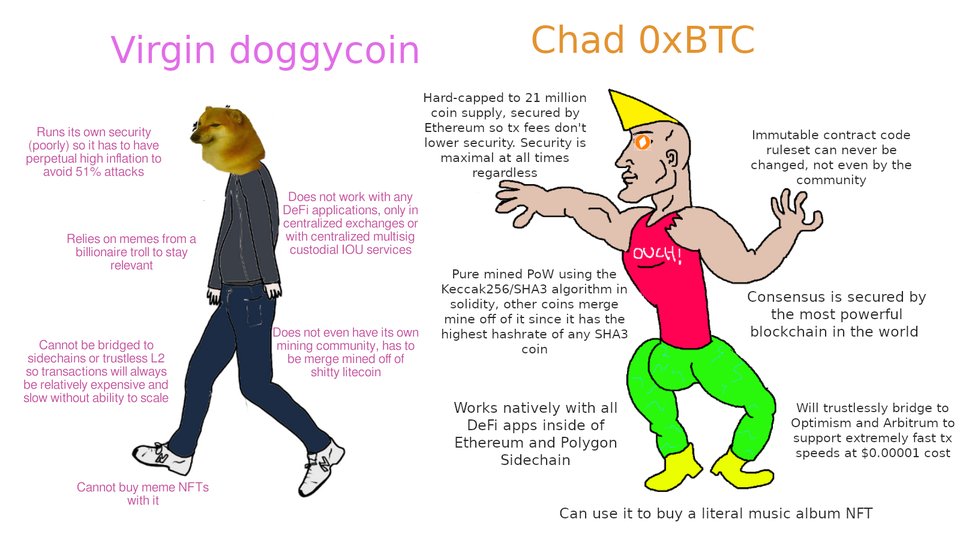 Virgin doggycoin
Runs its own security
(poorly) so it has to have
perpetual high inflation to
avoid 51% attacks
Does not work with any
DeFi applications, only in
centralized exchanges or
with centralized multisig
custodial IOU services
Relies on memes from a
billionaire troll to stay
relevant
Does not even have its own
mining community, has to
be merge mined off of
shitty litecoin
Cannot be bridged to
sidechains or trustless L2
so transactions will always
be relatively expensive and
slow without ability to scale
Cannot buy meme NFTs
with it
Chad 0xBTC
Hard-capped to 21 million
coin supply, secured by
Ethereum so tx fees don't
lower security. Security is
maximal at all times
regardless
Immutable contract code
ruleset can never be
changed, not even by the
community
OUCH!
Pure mined PoW using the
Keccak256/SHA3 algorithm in
solidity, other coins merge
mine off of it since it has the
highest hashrate of any SHA3
coin
Consensus is secured by
the most powerful
blockchain in the world
Works natively with all
DeFi apps inside of
Ethereum and Polygon
Sidechain
Will trustlessly bridge to
Optimism and Arbitrum to
support extremely fast tx
speeds at $0.00001 cost
Can use it to buy a literal music album NFT